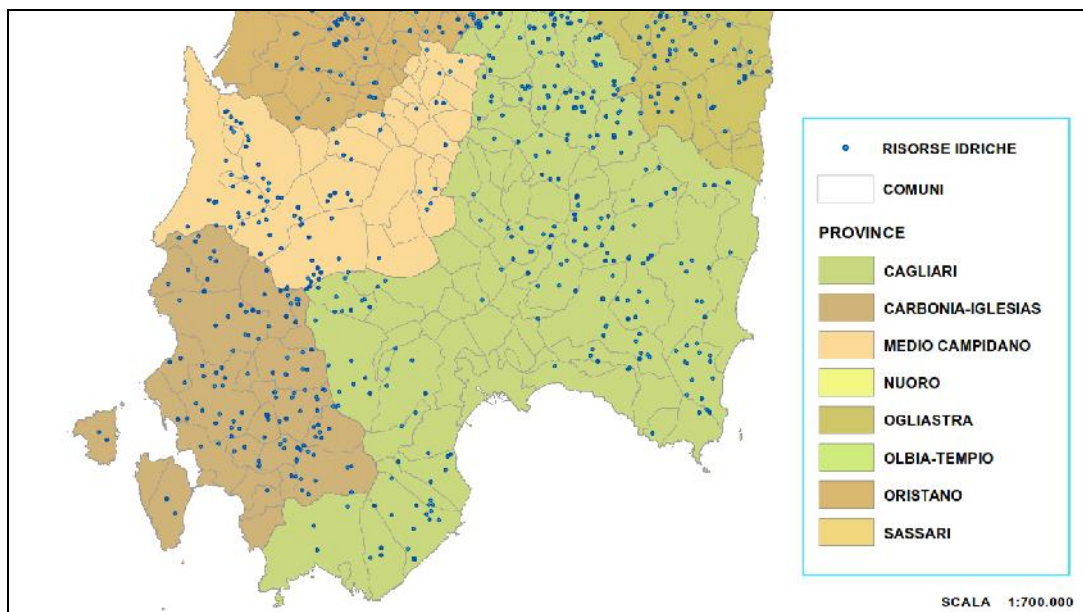 RISORSE IDRICHE
COMUNI
PROVINCE
CAGLIARI
CARBONIA-IGLESIAS
MEDIO CAMPIDANO
NUORO
OGLIASTRA
OLBIA-TEMPIO
ORISTANO
SASSARI
SCALA 1:700.000